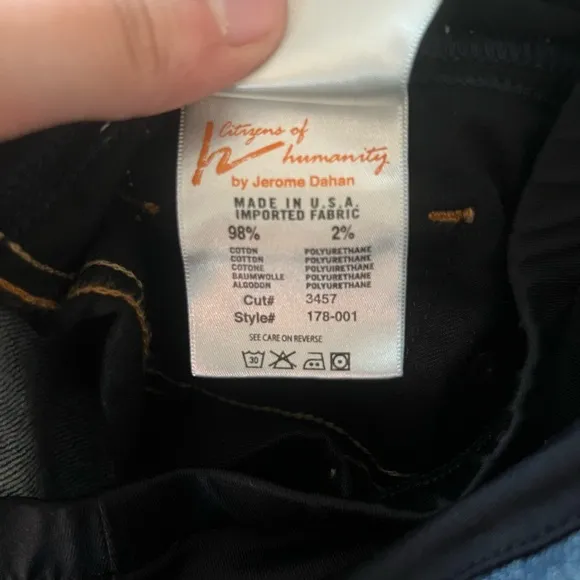 Citizens of
humanity
by Jerome Dahan
MADE IN U.S.A.
IMPORTED FABRIC
98% 2%
COTTON POLYURETHANE
COTTON POLYURETHANE
COTONE POLYURETHANE
BAUMWOLLE POLYURETHANE
ALGODON POLYURETHANE
Cut# 3457
Style# 178-001
SEE CARE ON REVERSE
30